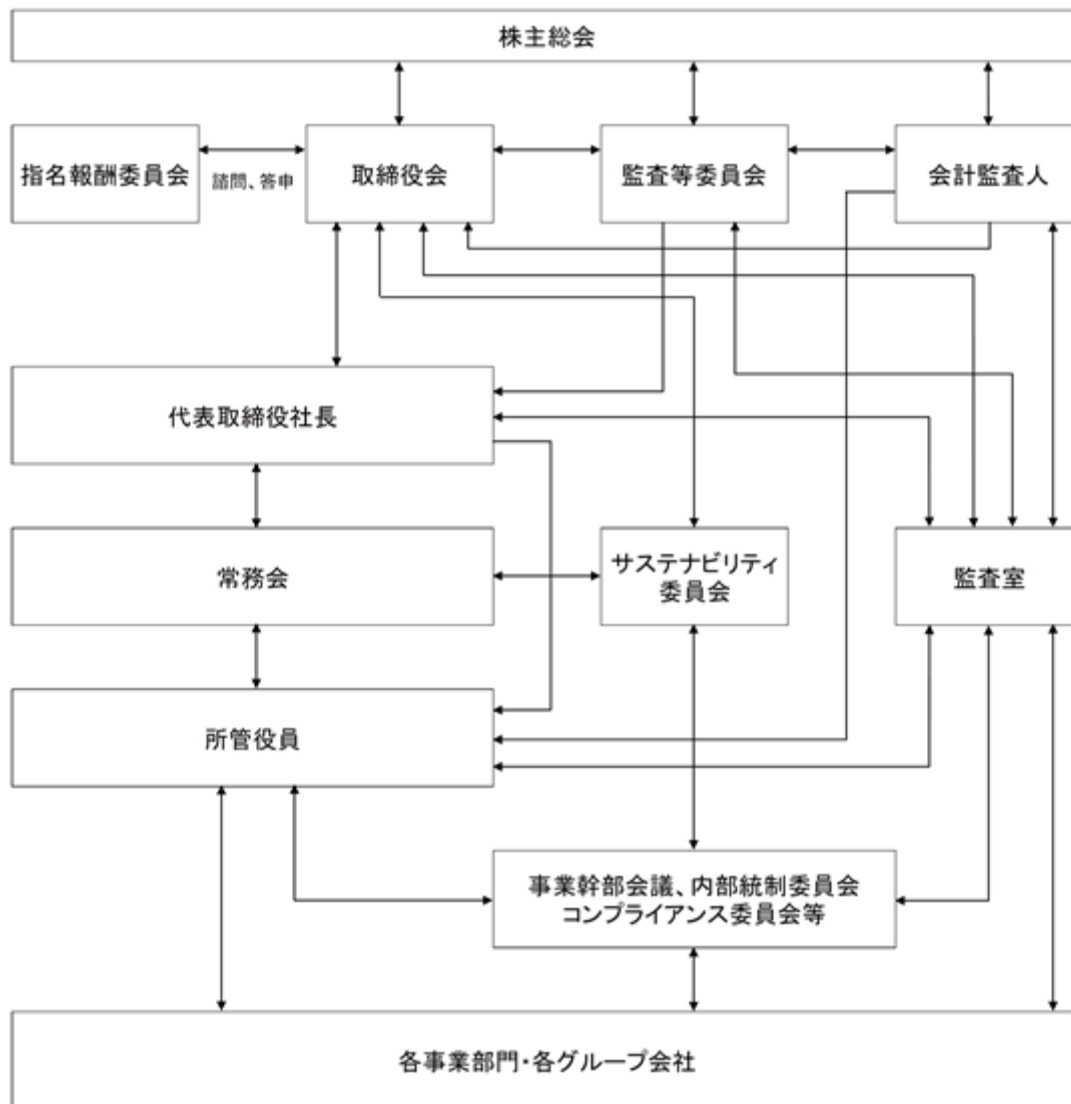 株主総会
指名報酬委員会
諮問、答申
取締役会
監査等委員会
会計監査人
代表取締役社長
常務会
サステナビリティ
委員会
監査室
所管役員
事業幹部会議、内部統制委員会
コンプライアンス委員会等
各事業部門・各グループ会社